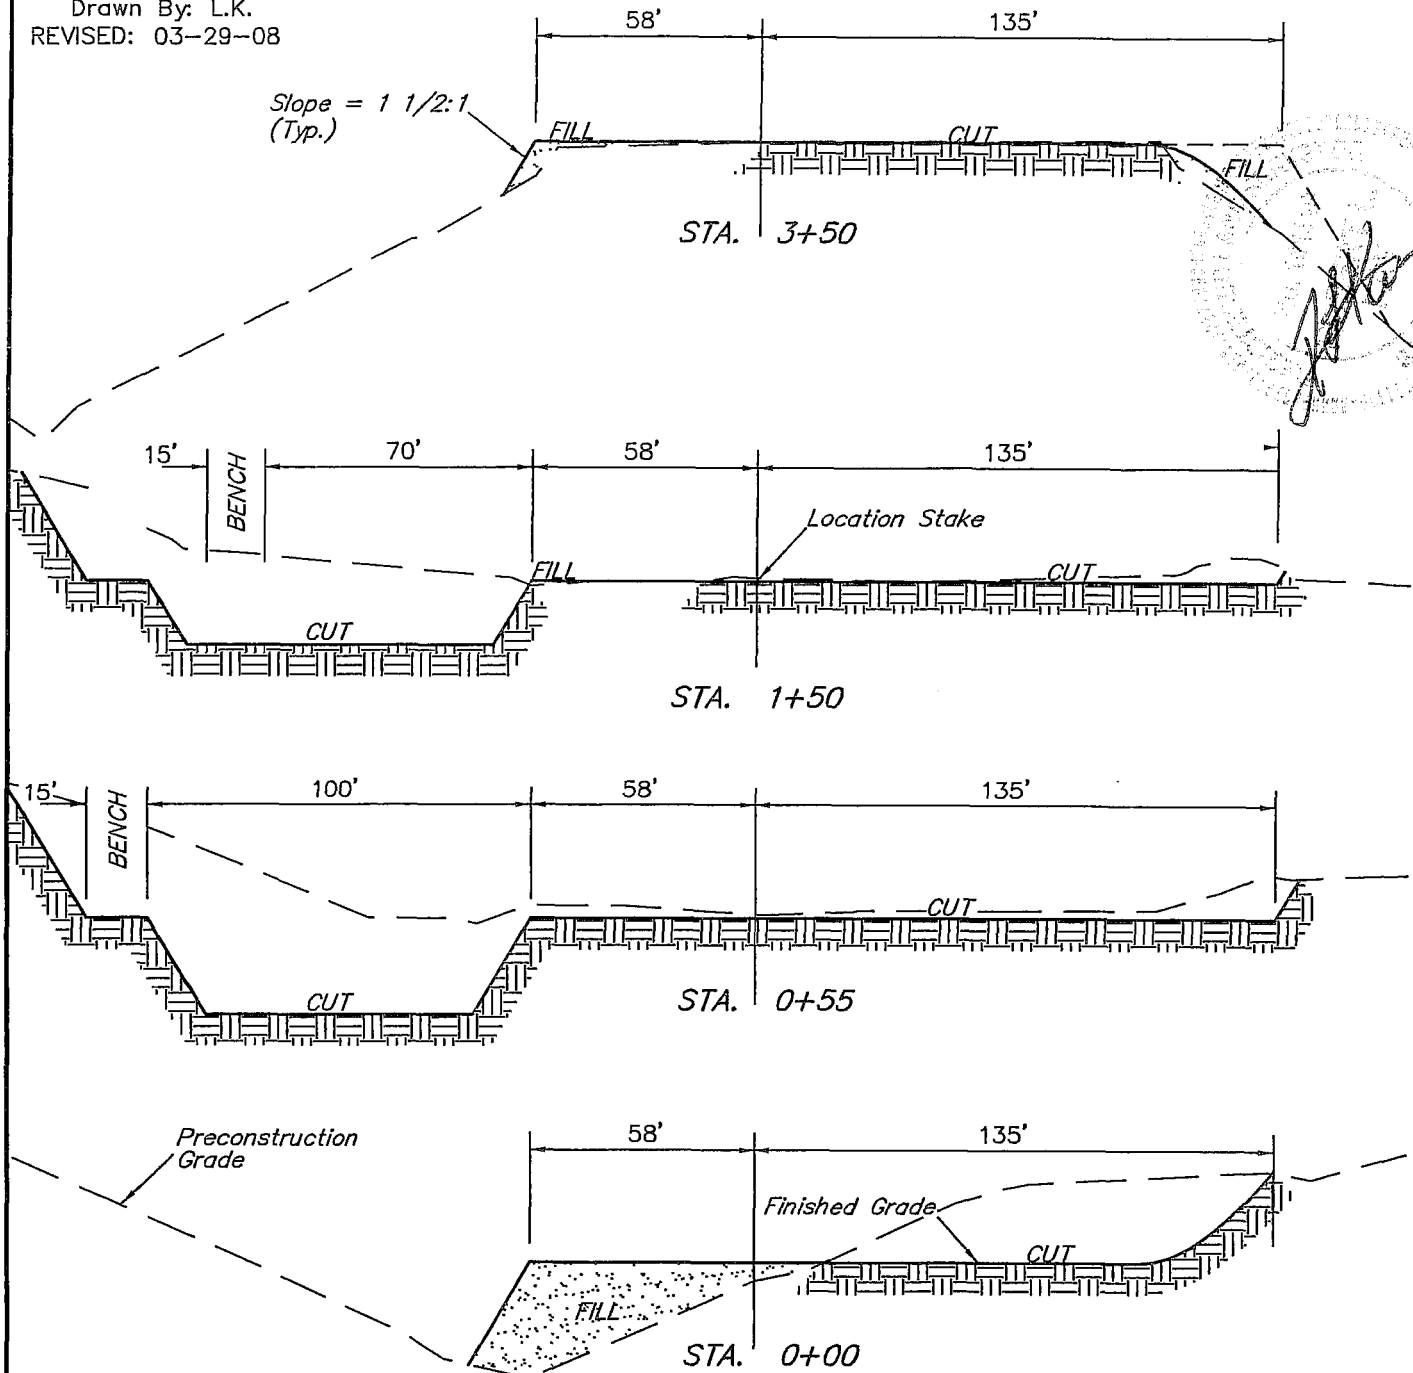 Drawn By: L.K.
REVISED: 03-29-08
58'
135'
Slope = 1 1/2:1
(Typ.)
FILL
CUT
FILL
STA. 3+50
15'
BENCH
70'
58'
135'
Location Stake
FILL
CUT
CUT
STA. 1+50
15'
BENCH
100'
58'
135'
CUT
CUT
STA. 0+55
Preconstruction
Grade
58'
135'
Finished Grade
CUT
FILL
STA. 0+00